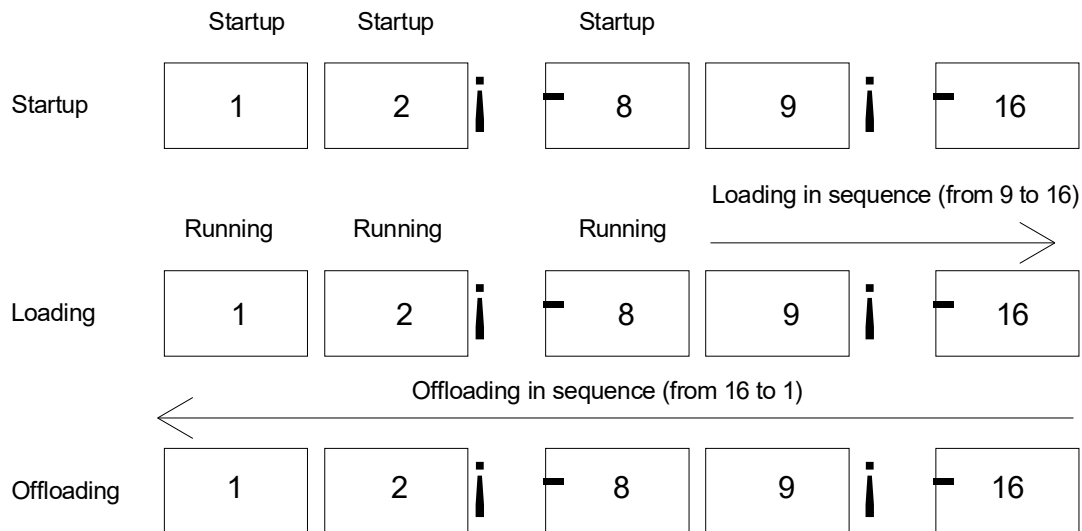 Startup Startup Startup
Startup 1 2 ¡ - 8 9 ¡ - 16
Loading in sequence (from 9 to 16)
Running Running Running
Loading 1 2 ¡ - 8 9 ¡ - 16
Offloading in sequence (from 16 to 1)
Offloading 1 2 ¡ - 8 9 ¡ - 16